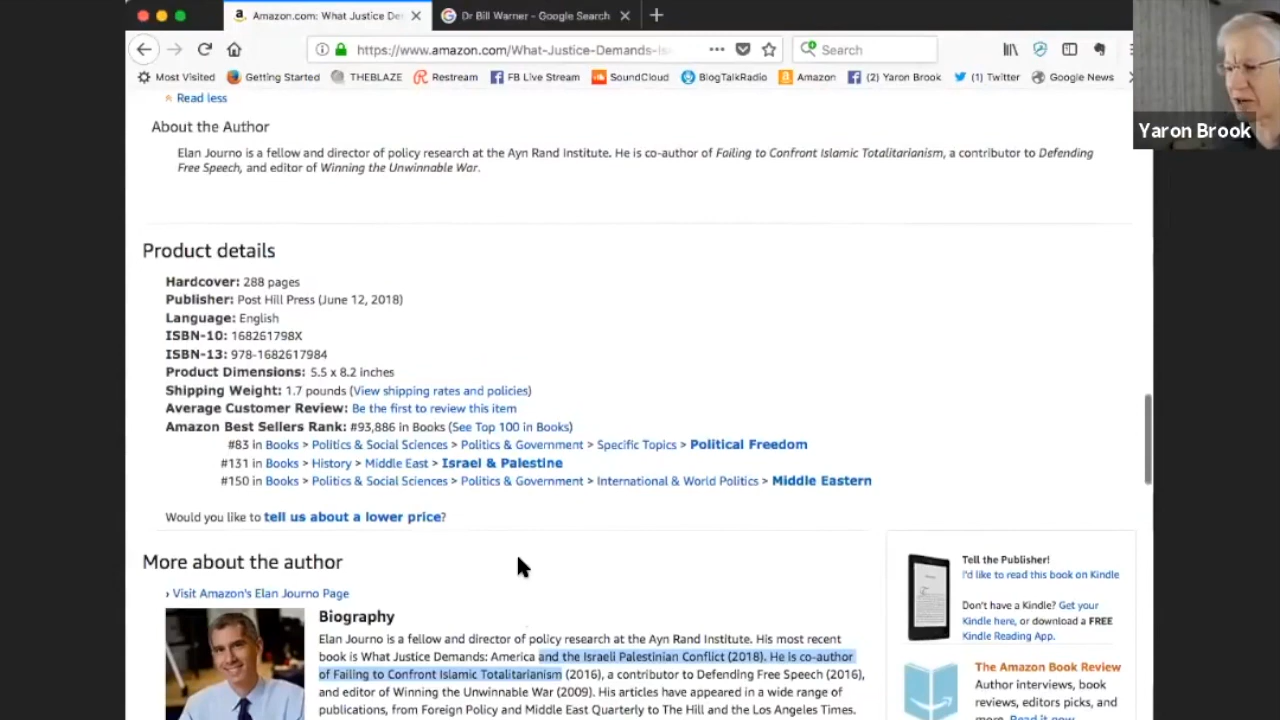 Amazon.com: What Justice De
Dr Bill Warner - Google Search
https://www.amazon.com/What-Justice-Demands-Is
Search
Most Visited
Getting Started
THEBLAZE
Restream
FB Live Stream
SoundCloud
BlogTalkRadio
Amazon
(2) Yaron Brook
(1) Twitter
Google News
Yaron Brook
Read less
About the Author
Elan Journo is a fellow and director of policy research at the Ayn Rand Institute. He is co-author of Failing to Confront Islamic Totalitarianism, a contributor to Defending
Free Speech, and editor of Winning the Unwinnable War.
Product details
Hardcover: 288 pages
Publisher: Post Hill Press (June 12, 2018)
Language: English
ISBN-10: 168261798X
ISBN-13: 978-1682617984
Product Dimensions: 5.5 x 8.2 inches
Shipping Weight: 1.7 pounds (View shipping rates and policies)
Average Customer Review: Be the first to review this item
Amazon Best Sellers Rank: #93,886 in Books (See Top 100 in Books)
#83 in Books > Politics & Social Sciences > Politics & Government > Specific Topics > Political Freedom
#131 in Books > History > Middle East > Israel & Palestine
#150 in Books > Politics & Social Sciences > Politics & Government > International & World Politics > Middle Eastern
Would you like to tell us about a lower price?
More about the author
› Visit Amazon's Elan Journo Page
Biography
Elan Journo is a fellow and director of policy research at the Ayn Rand Institute. His most recent
book is What Justice Demands: America and the Israeli Palestinian Conflict (2018). He is co-author
of Failing to Confront Islamic Totalitarianism (2016), a contributor to Defending Free Speech (2016),
and editor of Winning the Unwinnable War (2009). His articles have appeared in a wide range of
publications, from Foreign Policy and Middle East Quarterly to The Hill and the Los Angeles Times.
Tell the Publisher!
I'd like to read this book on Kindle
Don't have a Kindle? Get your
Kindle here, or download a FREE
Kindle Reading App.
The Amazon Book Review
Author interviews, book
reviews, editors picks, and
more. Read it now